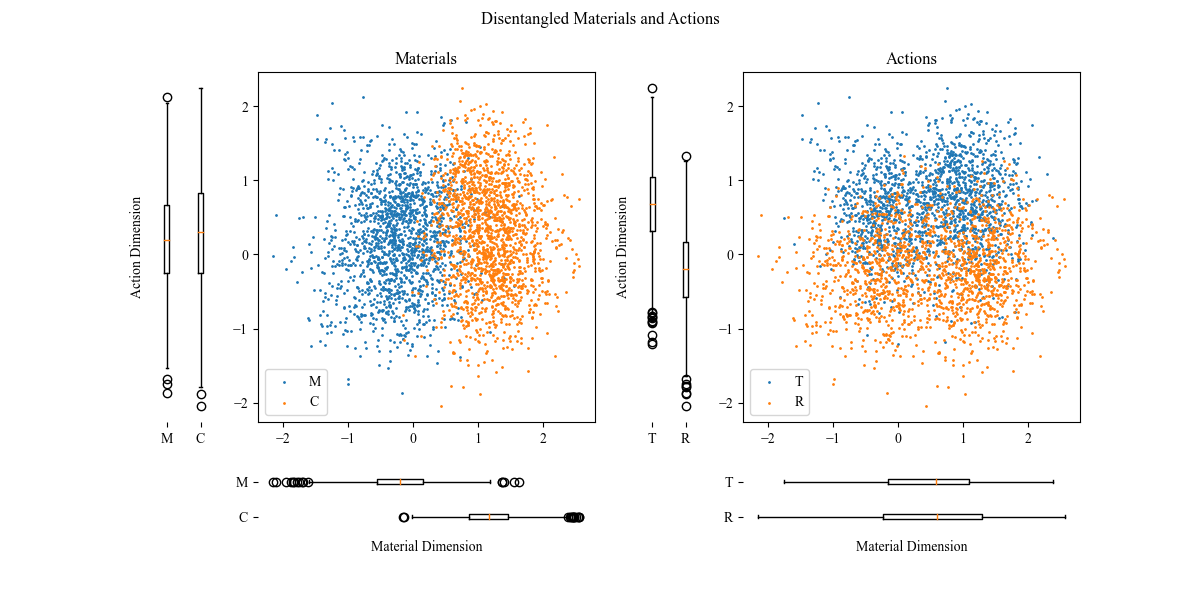 Disentangled Materials and Actions
Materials
Actions
Action Dimension
2
1
0
−1
−2
M
C
M C
−2 −1 0 1 2
M
C
Material Dimension
Action Dimension
2
1
0
−1
−2
T
R
T R
−2 −1 0 1 2
T
R
Material Dimension